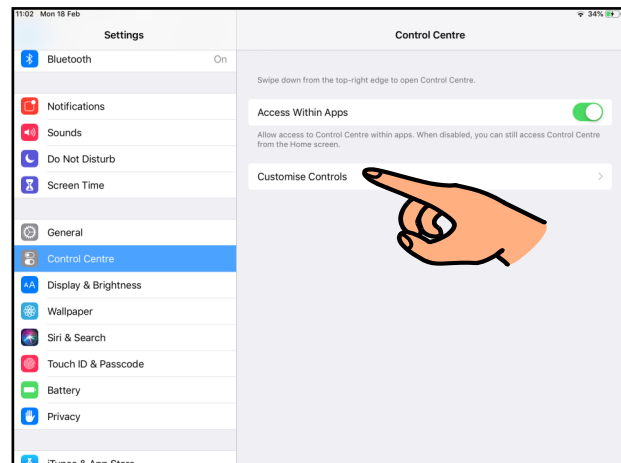 11:02 Mon 18 Feb
34%
Settings
Control Centre
Bluetooth On
Notifications
Sounds
Do Not Disturb
Screen Time
General
Control Centre
AA Display & Brightness
Wallpaper
Siri & Search
Touch ID & Passcode
Battery
Privacy
iTunes & App Store
Swipe down from the top-right edge to open Control Centre.
Access Within Apps
Allow access to Control Centre within apps. When disabled, you can still access Control Centre
from the Home screen.
Customise Controls